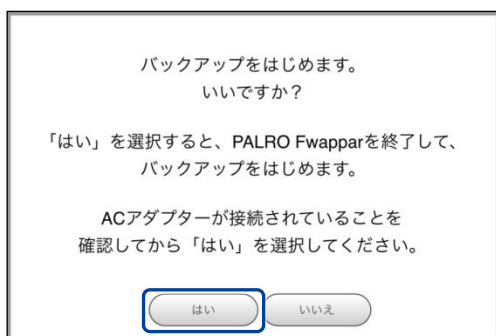 バックアップをはじめます。
いいですか？
「はい」を選択すると、PALRO Fwapparを終了して、
バックアップをはじめます。
ACアダプターが接続されていることを
確認してから「はい」を選択してください。
はい
いいえ